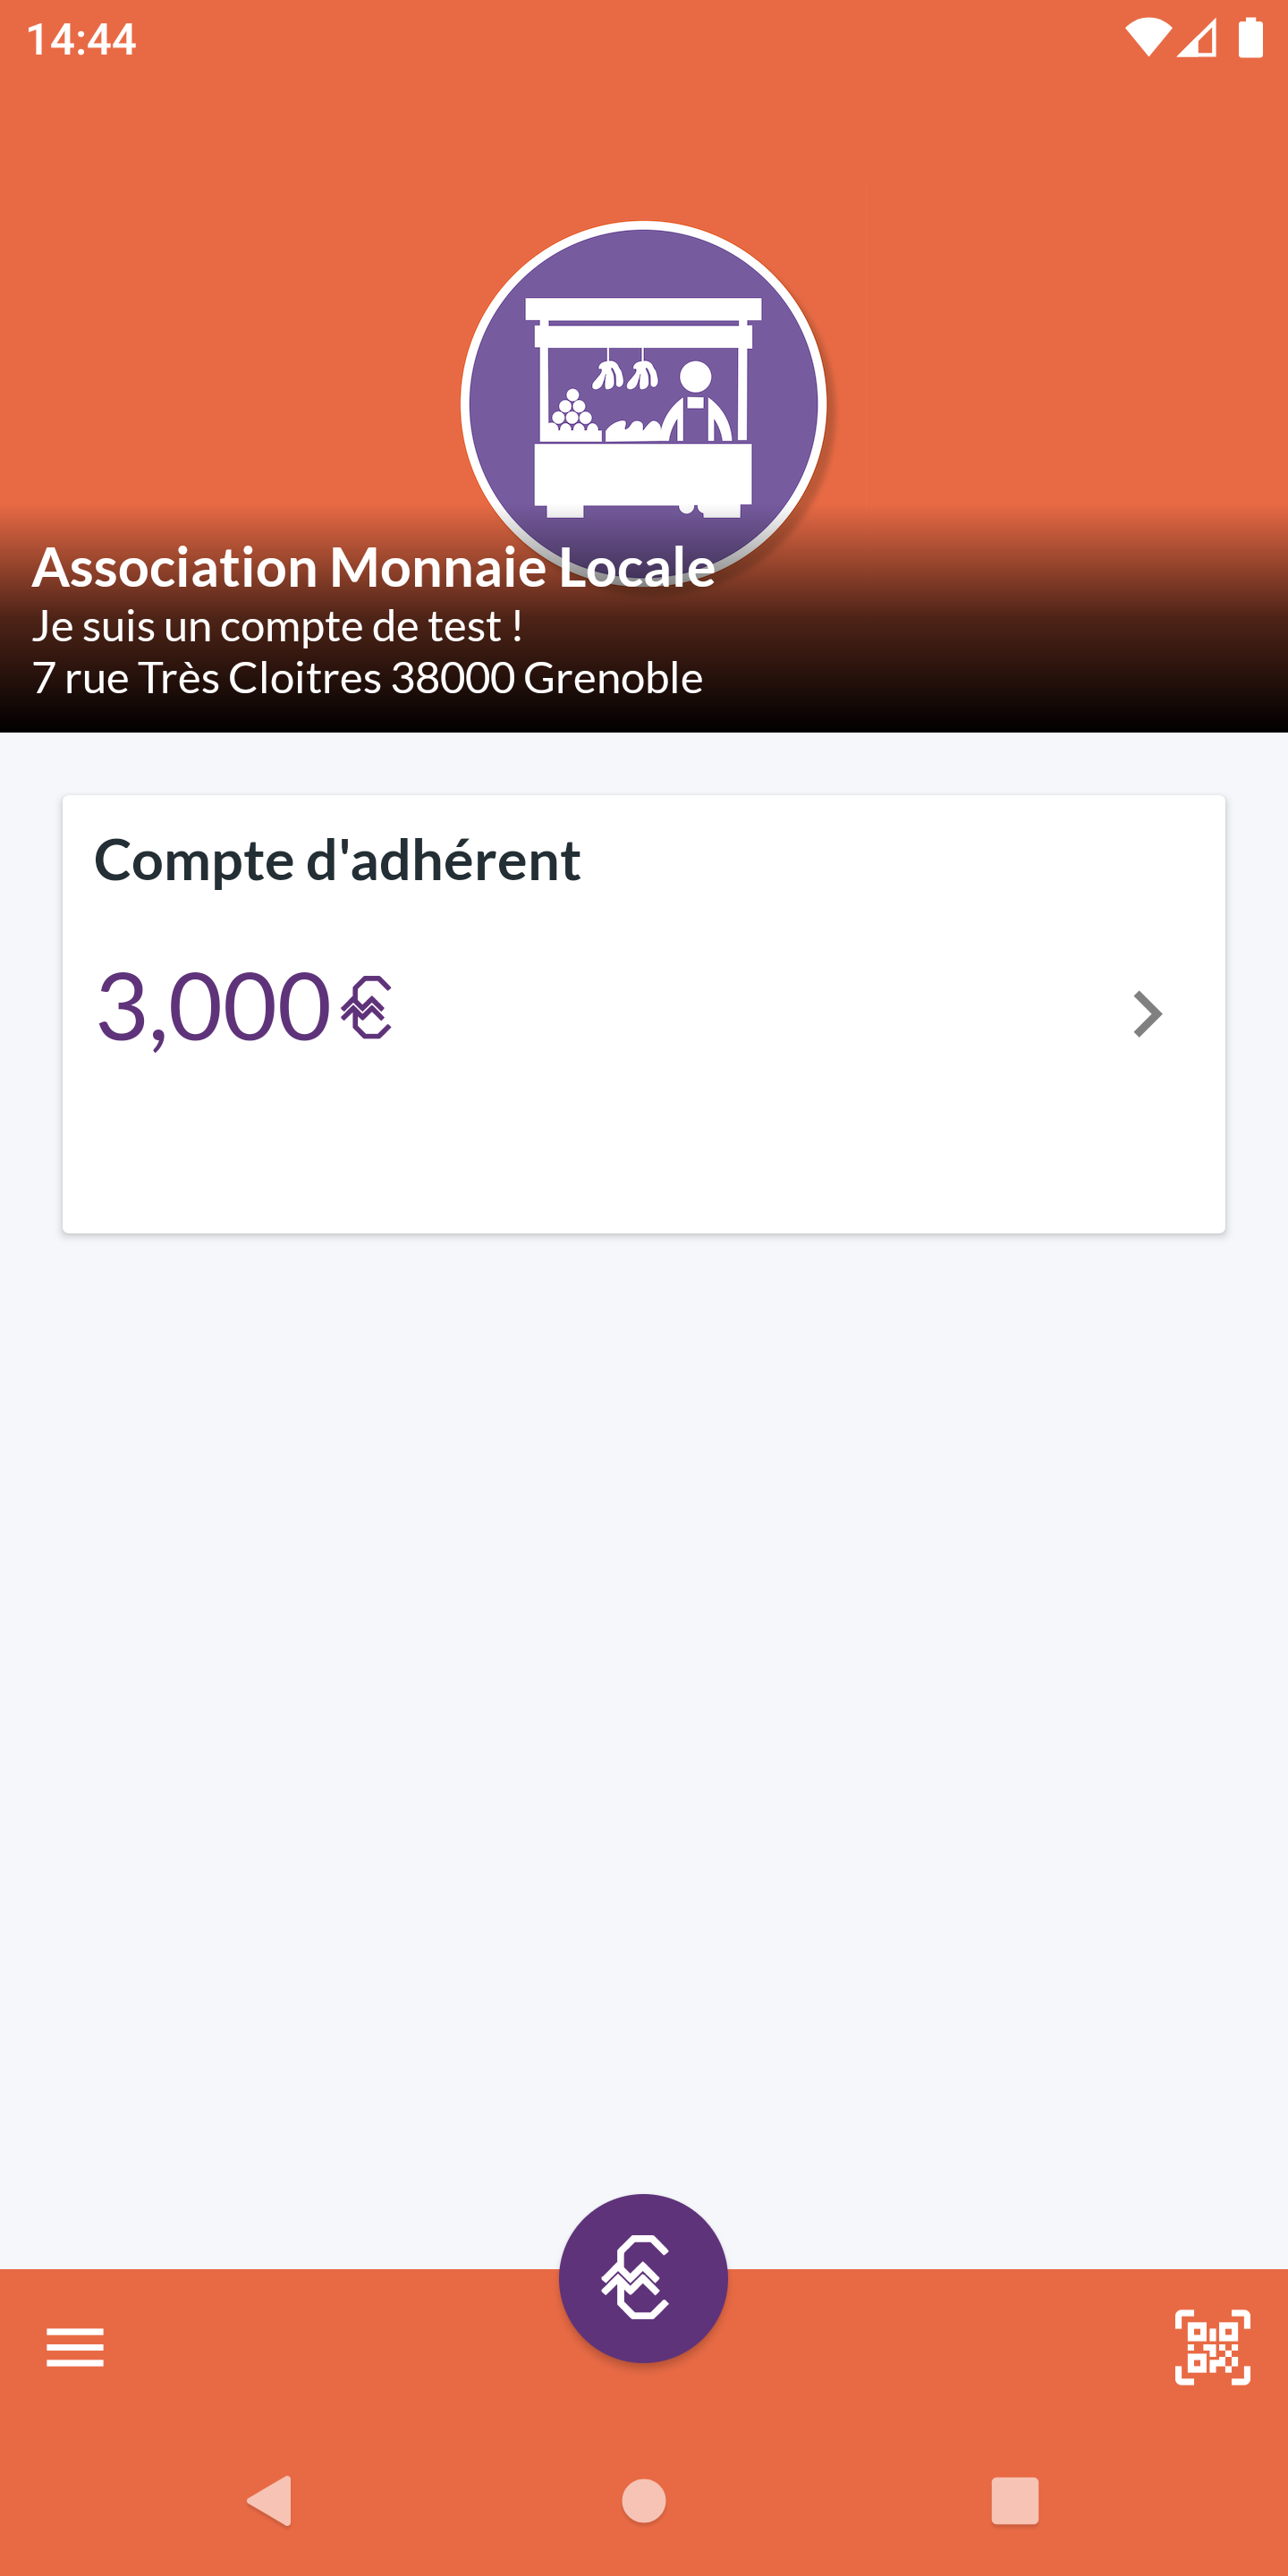 14:44
Association Monnaie Locale
Je suis un compte de test !
7 rue Très Cloitres 38000 Grenoble
Compte d'adhérent
3,000